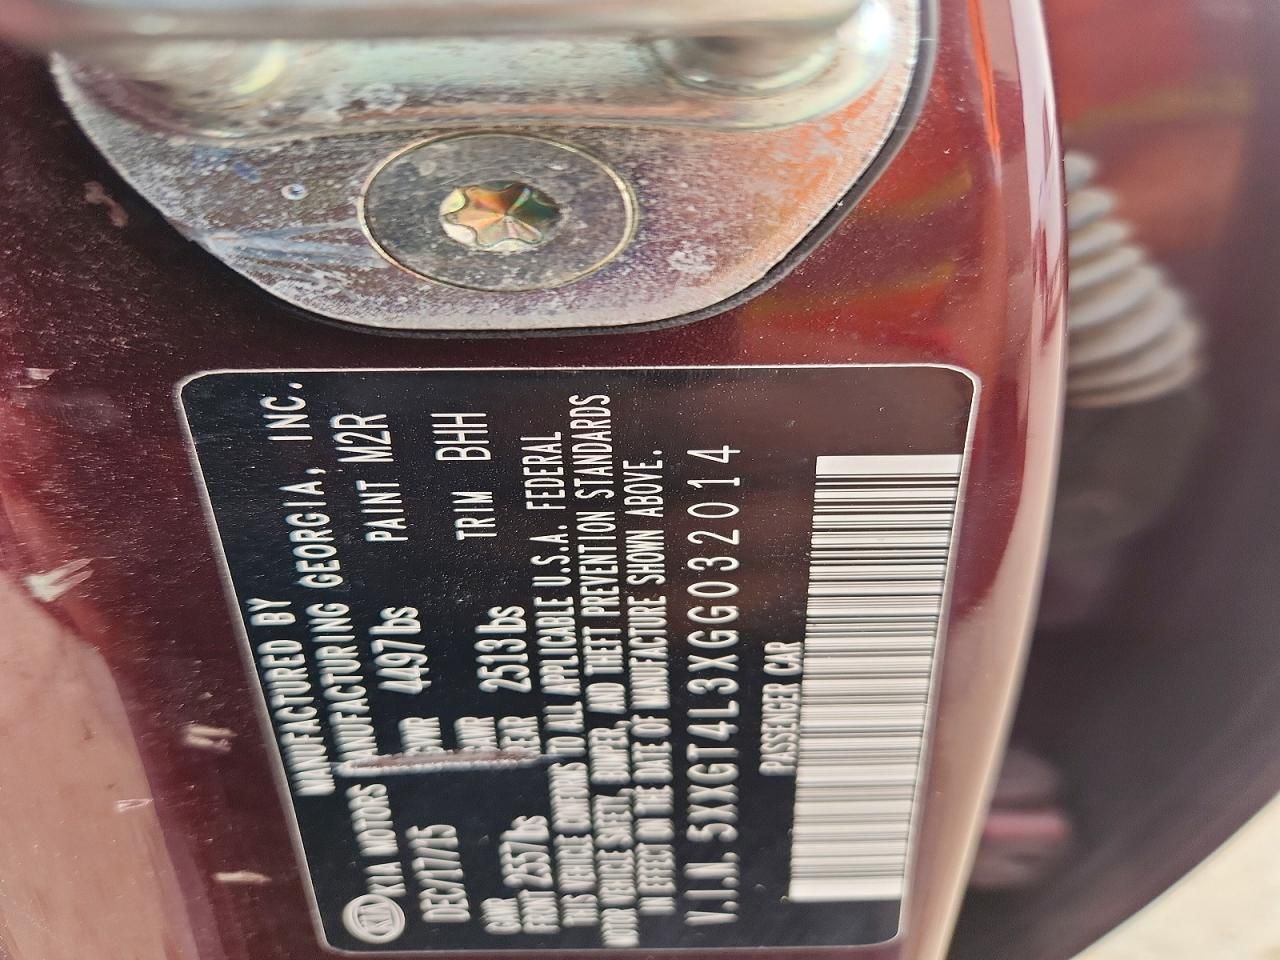 MANUFACTURED BY
KIA KIA MOTORS MANUFACTURING GEORGIA, INC.
DEC/17/15 GVWR 4497lbs PAINT M2R
GAWR GAWR TRIM BHH
FRONT 2557lbs REAR 2513lbs
THIS VEHICLE CONFORMS TO ALL APPLICABLE U.S.A. FEDERAL
MOTOR VEHICLE SAFETY, BUMPER, AND THEFT PREVENTION STANDARDS
IN EFFECT ON THE DATE OF MANUFACTURE SHOWN ABOVE.
V.I.N. 5XXGT4L3XGG032014
PASSENGER CAR